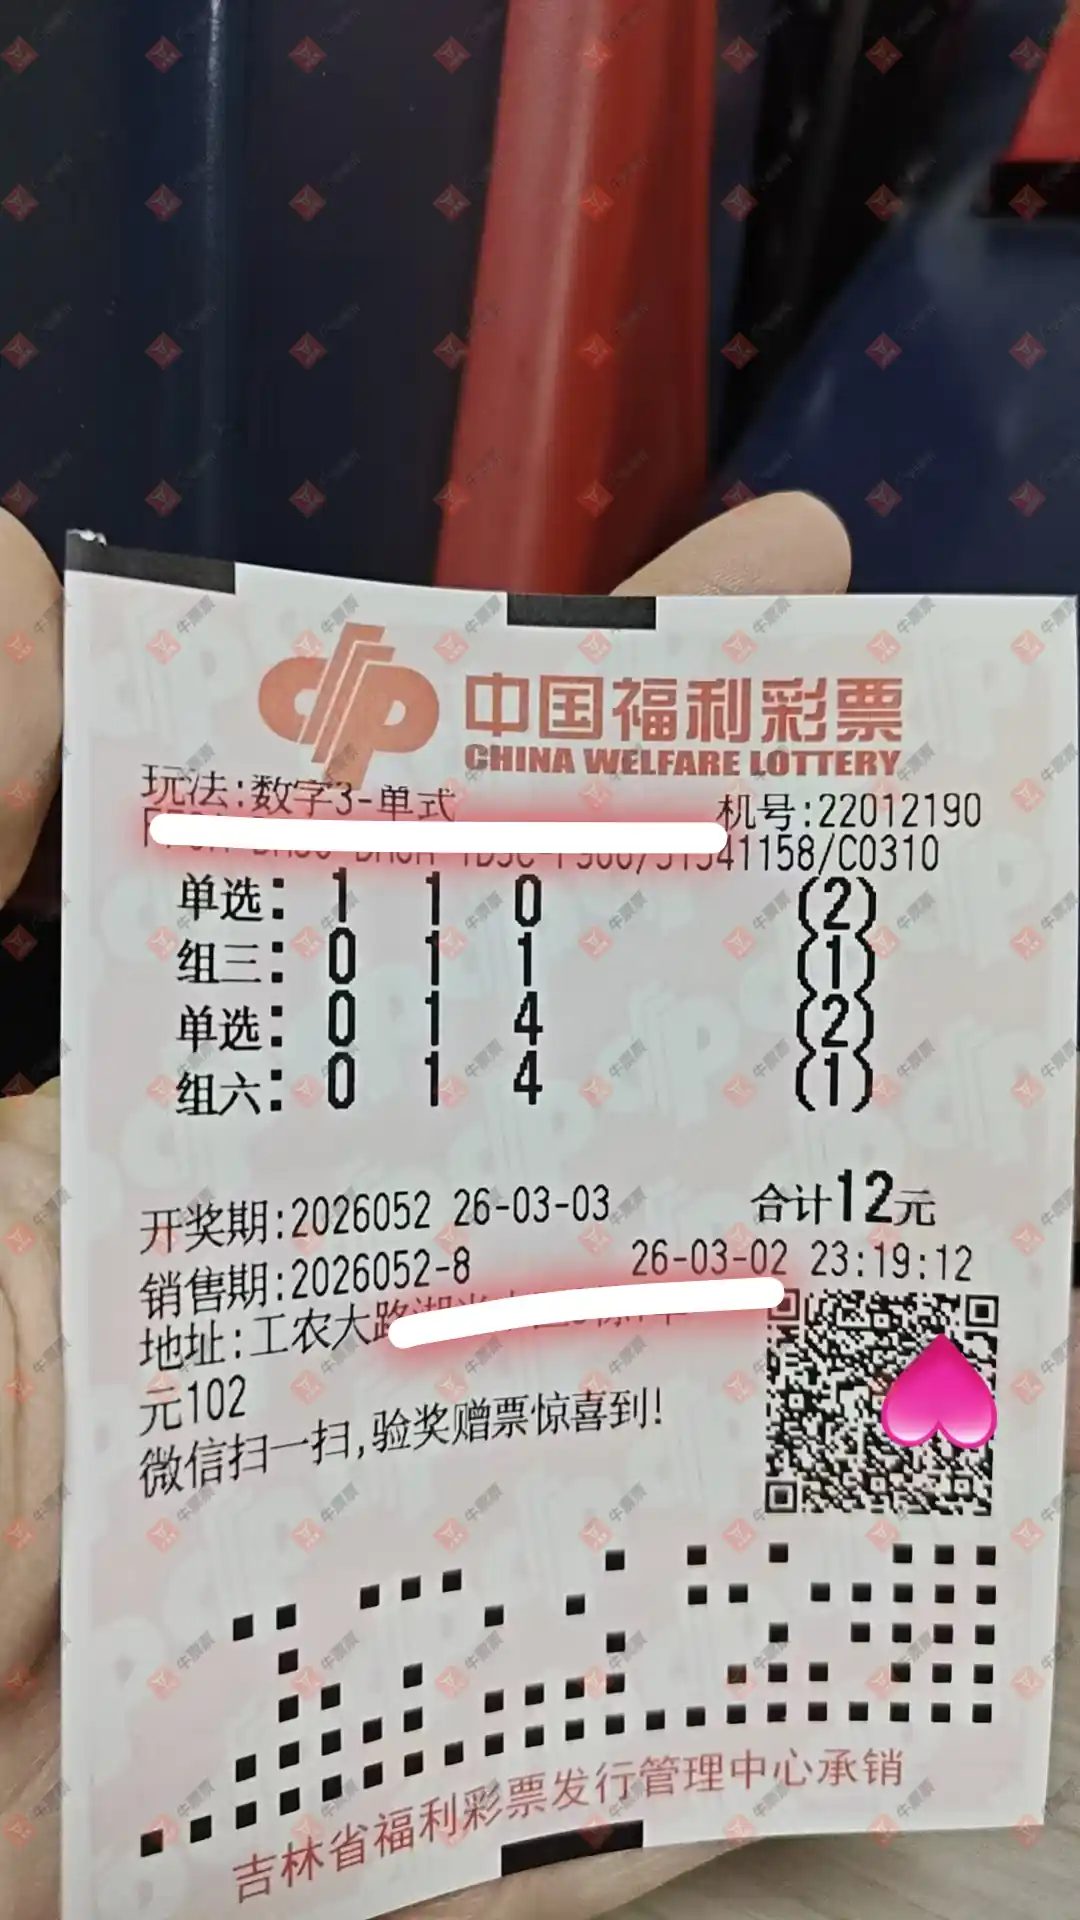 中国福利彩票
CHINA WELFARE LOTTERY
玩法:数字3-单式
机号:22012190
41158/C0310
单选: 1 1 0 (2)
组三: 0 1 1 (1)
单选: 0 1 4 (2)
组六: 0 1 4 (1)
开奖期:2026052 26-03-03 合计12元
销售期:2026052-8 26-03-02 23:19:12
地址:工农大路
元102
微信扫一扫,验奖赠票惊喜到!
吉林省福利彩票发行管理中心承销
牛票票